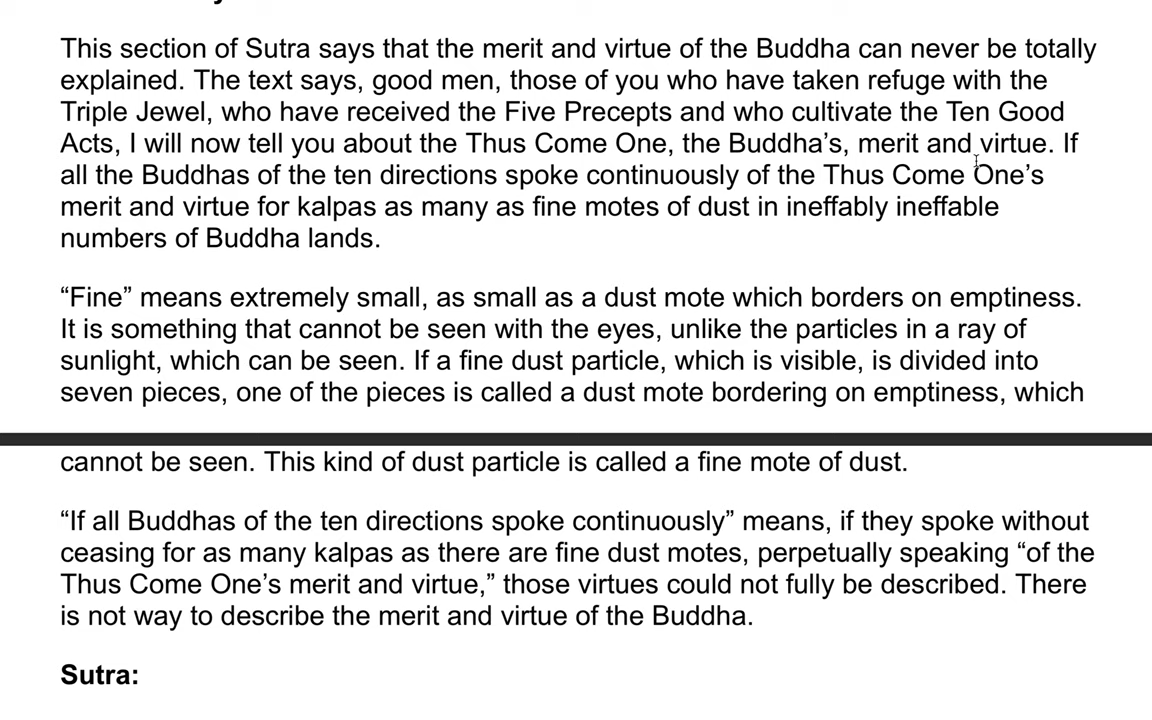 This section of Sutra says that the merit and virtue of the Buddha can never be totally
explained. The text says, good men, those of you who have taken refuge with the
Triple Jewel, who have received the Five Precepts and who cultivate the Ten Good
Acts, I will now tell you about the Thus Come One, the Buddha’s, merit and virtue. If
all the Buddhas of the ten directions spoke continuously of the Thus Come One’s
merit and virtue for kalpas as many as fine motes of dust in ineffably ineffable
numbers of Buddha lands.
“Fine” means extremely small, as small as a dust mote which borders on emptiness.
It is something that cannot be seen with the eyes, unlike the particles in a ray of
sunlight, which can be seen. If a fine dust particle, which is visible, is divided into
seven pieces, one of the pieces is called a dust mote bordering on emptiness, which
cannot be seen. This kind of dust particle is called a fine mote of dust.
“If all Buddhas of the ten directions spoke continuously” means, if they spoke without
ceasing for as many kalpas as there are fine dust motes, perpetually speaking “of the
Thus Come One’s merit and virtue,” those virtues could not fully be described. There
is not way to describe the merit and virtue of the Buddha.
Sutra: